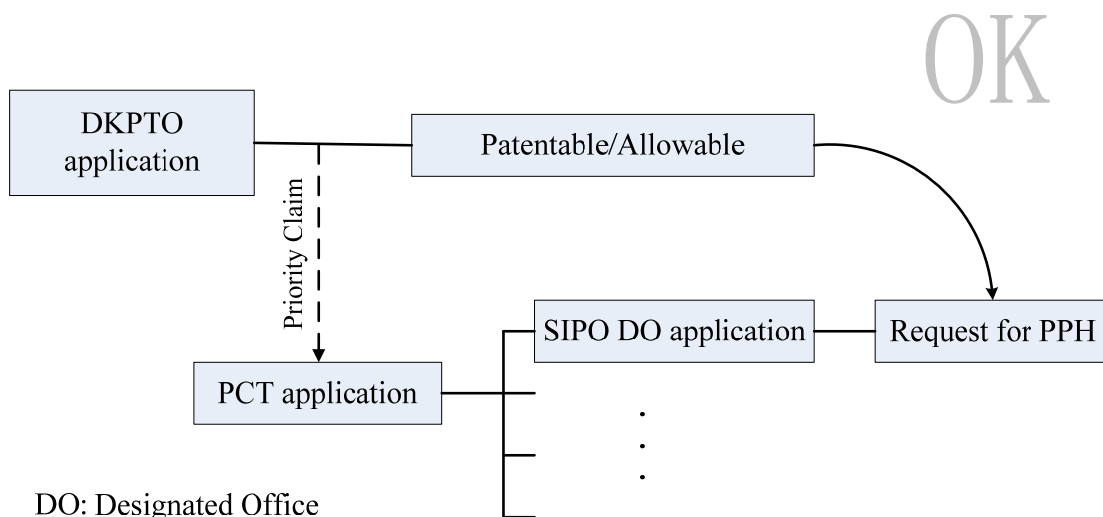 OK
DKPTO
application
Patentable/Allowable
Priority Claim
SIPO DO application
Request for PPH
PCT application
DO: Designated Office